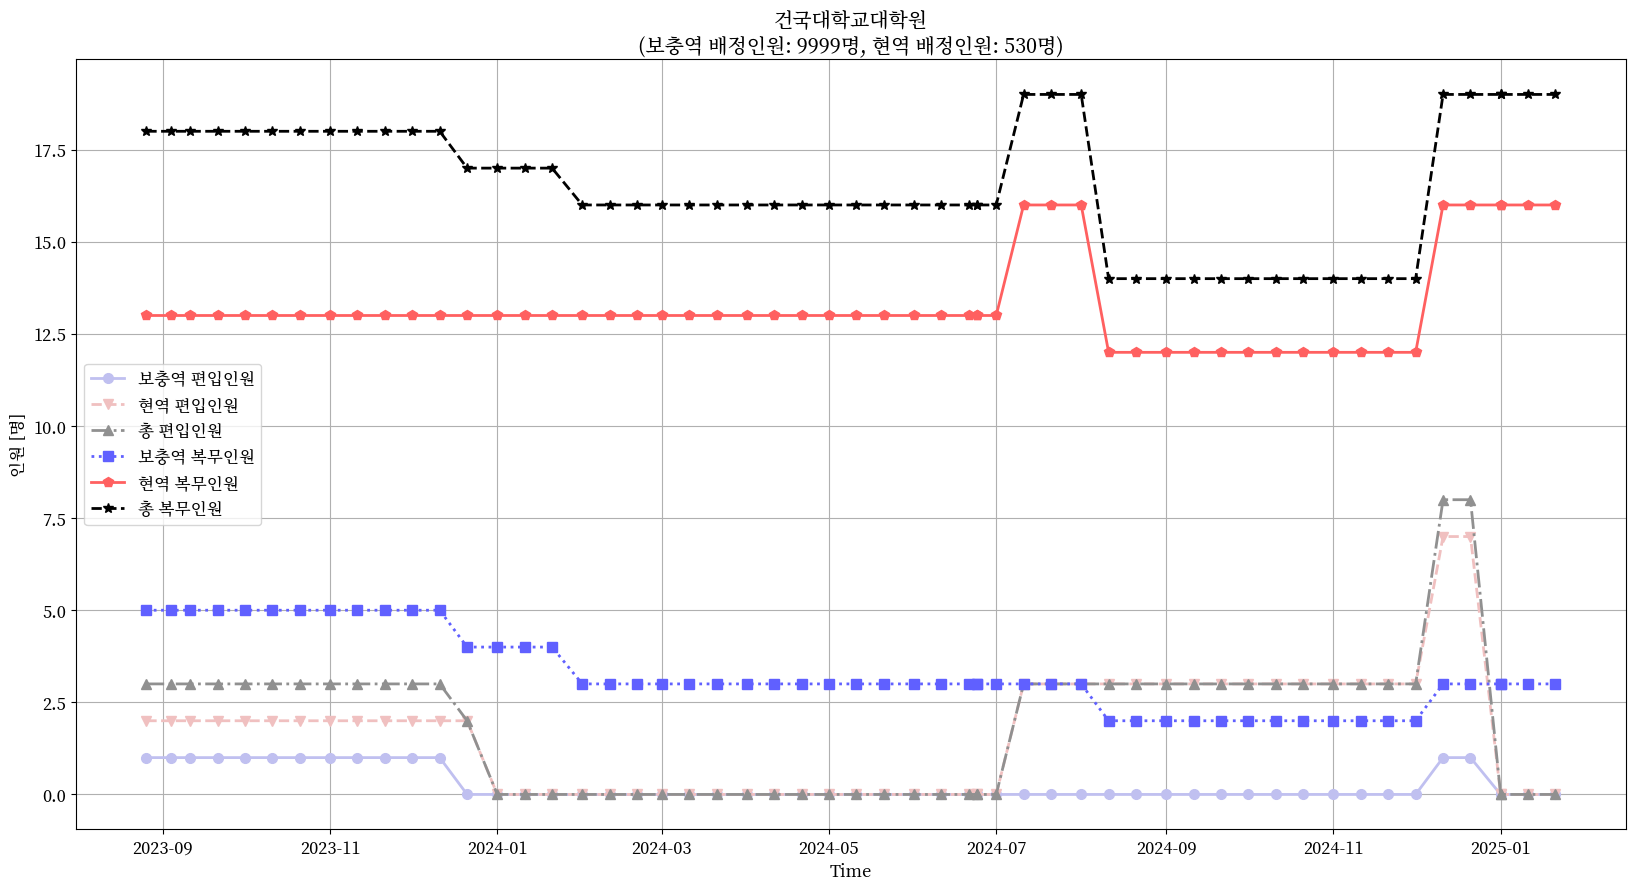 건국대학교대학원
(보충역 배정인원: 9999명, 현역 배정인원: 530명)
인원 [명]
17.5
15.0
12.5
10.0
7.5
5.0
2.5
0.0
보충역 편입인원
현역 편입인원
총 편입인원
보충역 복무인원
현역 복무인원
총 복무인원
2023-09
2023-11
2024-01
2024-03
2024-05
2024-07
2024-09
2024-11
2025-01
Time